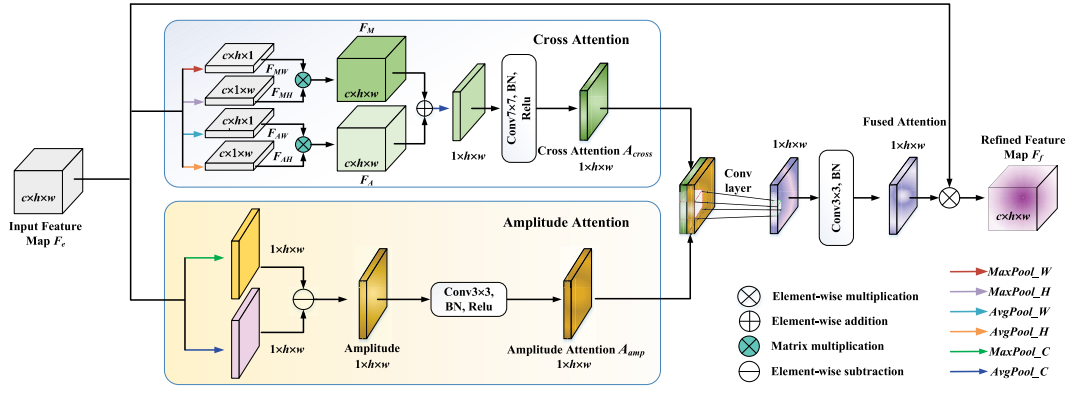 Cross Attention
F_M
c×h×1
F_MW
c×h×w
c×1×w
F_MH
c×h×1
F_AW
c×1×w
F_AH
c×h×w
F_A
1×h×w
Conv7×7, BN,
Relu
Cross Attention A_cross
1×h×w
c×h×w
Input Feature
Map F_e
Amplitude Attention
1×h×w
1×h×w
Amplitude
1×h×w
Conv3×3,
BN, Relu
Amplitude Attention A_amp
1×h×w
Conv
layer
1×h×w
Conv3×3, BN
Fused Attention
1×h×w
Refined Feature
Map F_f
c×h×w
Element-wise multiplication
Element-wise addition
Matrix multiplication
Element-wise subtraction
MaxPool_W
MaxPool_H
AvgPool_W
AvgPool_H
MaxPool_C
AvgPool_C